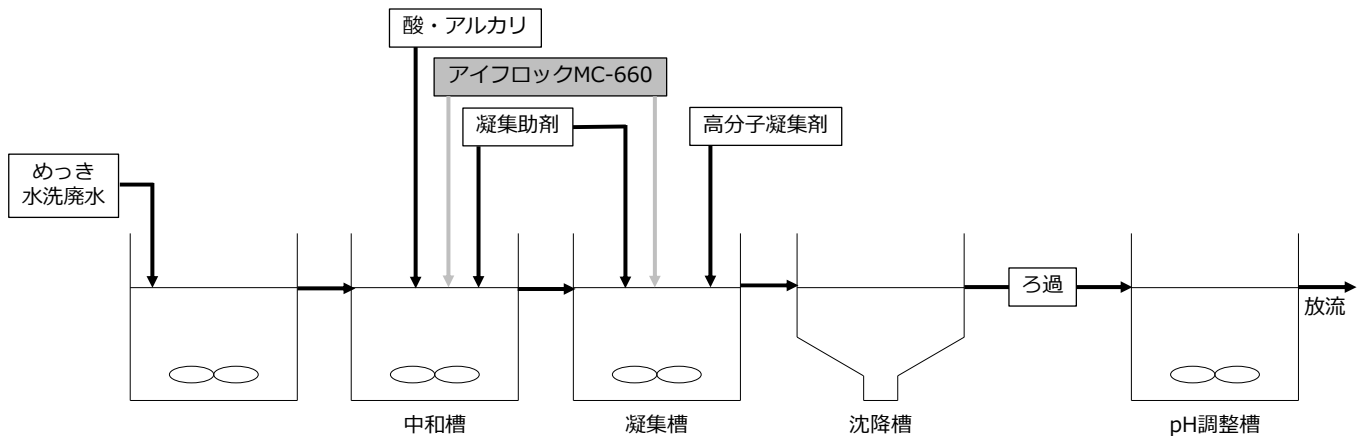 酸・アルカリ
アイフロックMC-660
凝集助剤
高分子凝集剤
めっき
水洗廃水
ろ過
放流
中和槽
凝集槽
沈降槽
pH調整槽